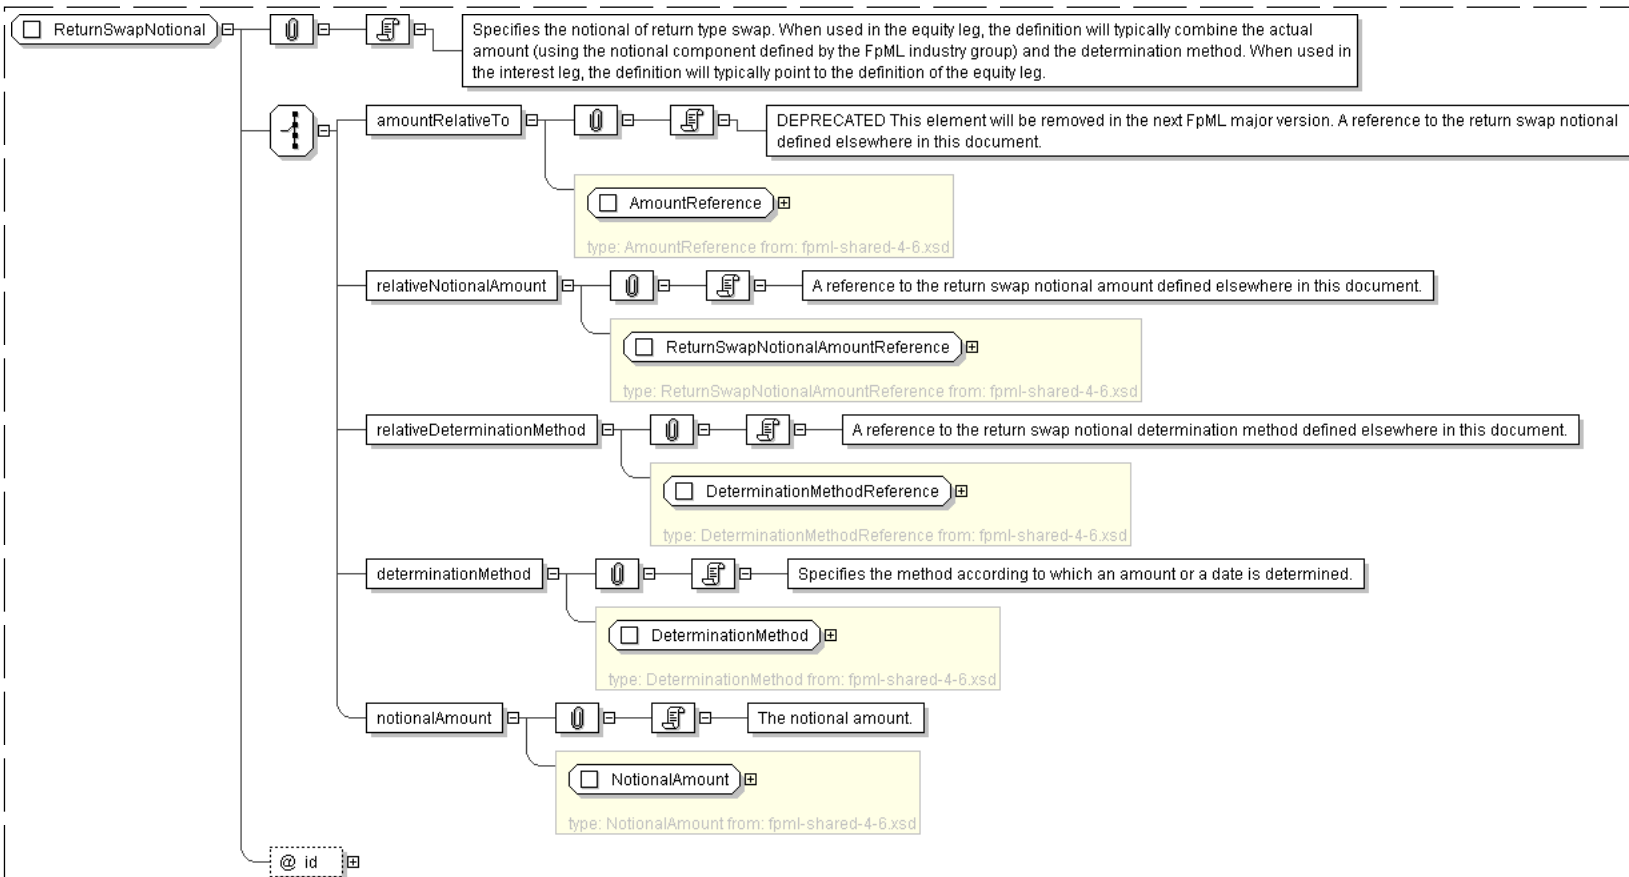 ReturnSwapNotional
Specifies the notional of return type swap. When used in the equity leg, the definition will typically combine the actual
amount (using the notional component defined by the FpML industry group) and the determination method. When used in
the interest leg, the definition will typically point to the definition of the equity leg.
amountRelativeTo
DEPRECATED This element will be removed in the next FpML major version. A reference to the return swap notional
defined elsewhere in this document.
AmountReference
type: AmountReference from: fpml-shared-4-6.xsd
relativeNotionalAmount
A reference to the return swap notional amount defined elsewhere in this document.
ReturnSwapNotionalAmountReference
type: ReturnSwapNotionalAmountReference from: fpml-shared-4-6.xsd
relativeDeterminationMethod
A reference to the return swap notional determination method defined elsewhere in this document.
DeterminationMethodReference
type: DeterminationMethodReference from: fpml-shared-4-6.xsd
determinationMethod
Specifies the method according to which an amount or a date is determined.
DeterminationMethod
type: DeterminationMethod from: fpml-shared-4-6.xsd
notionalAmount
The notional amount.
NotionalAmount
type: NotionalAmount from: fpml-shared-4-6.xsd
@ id